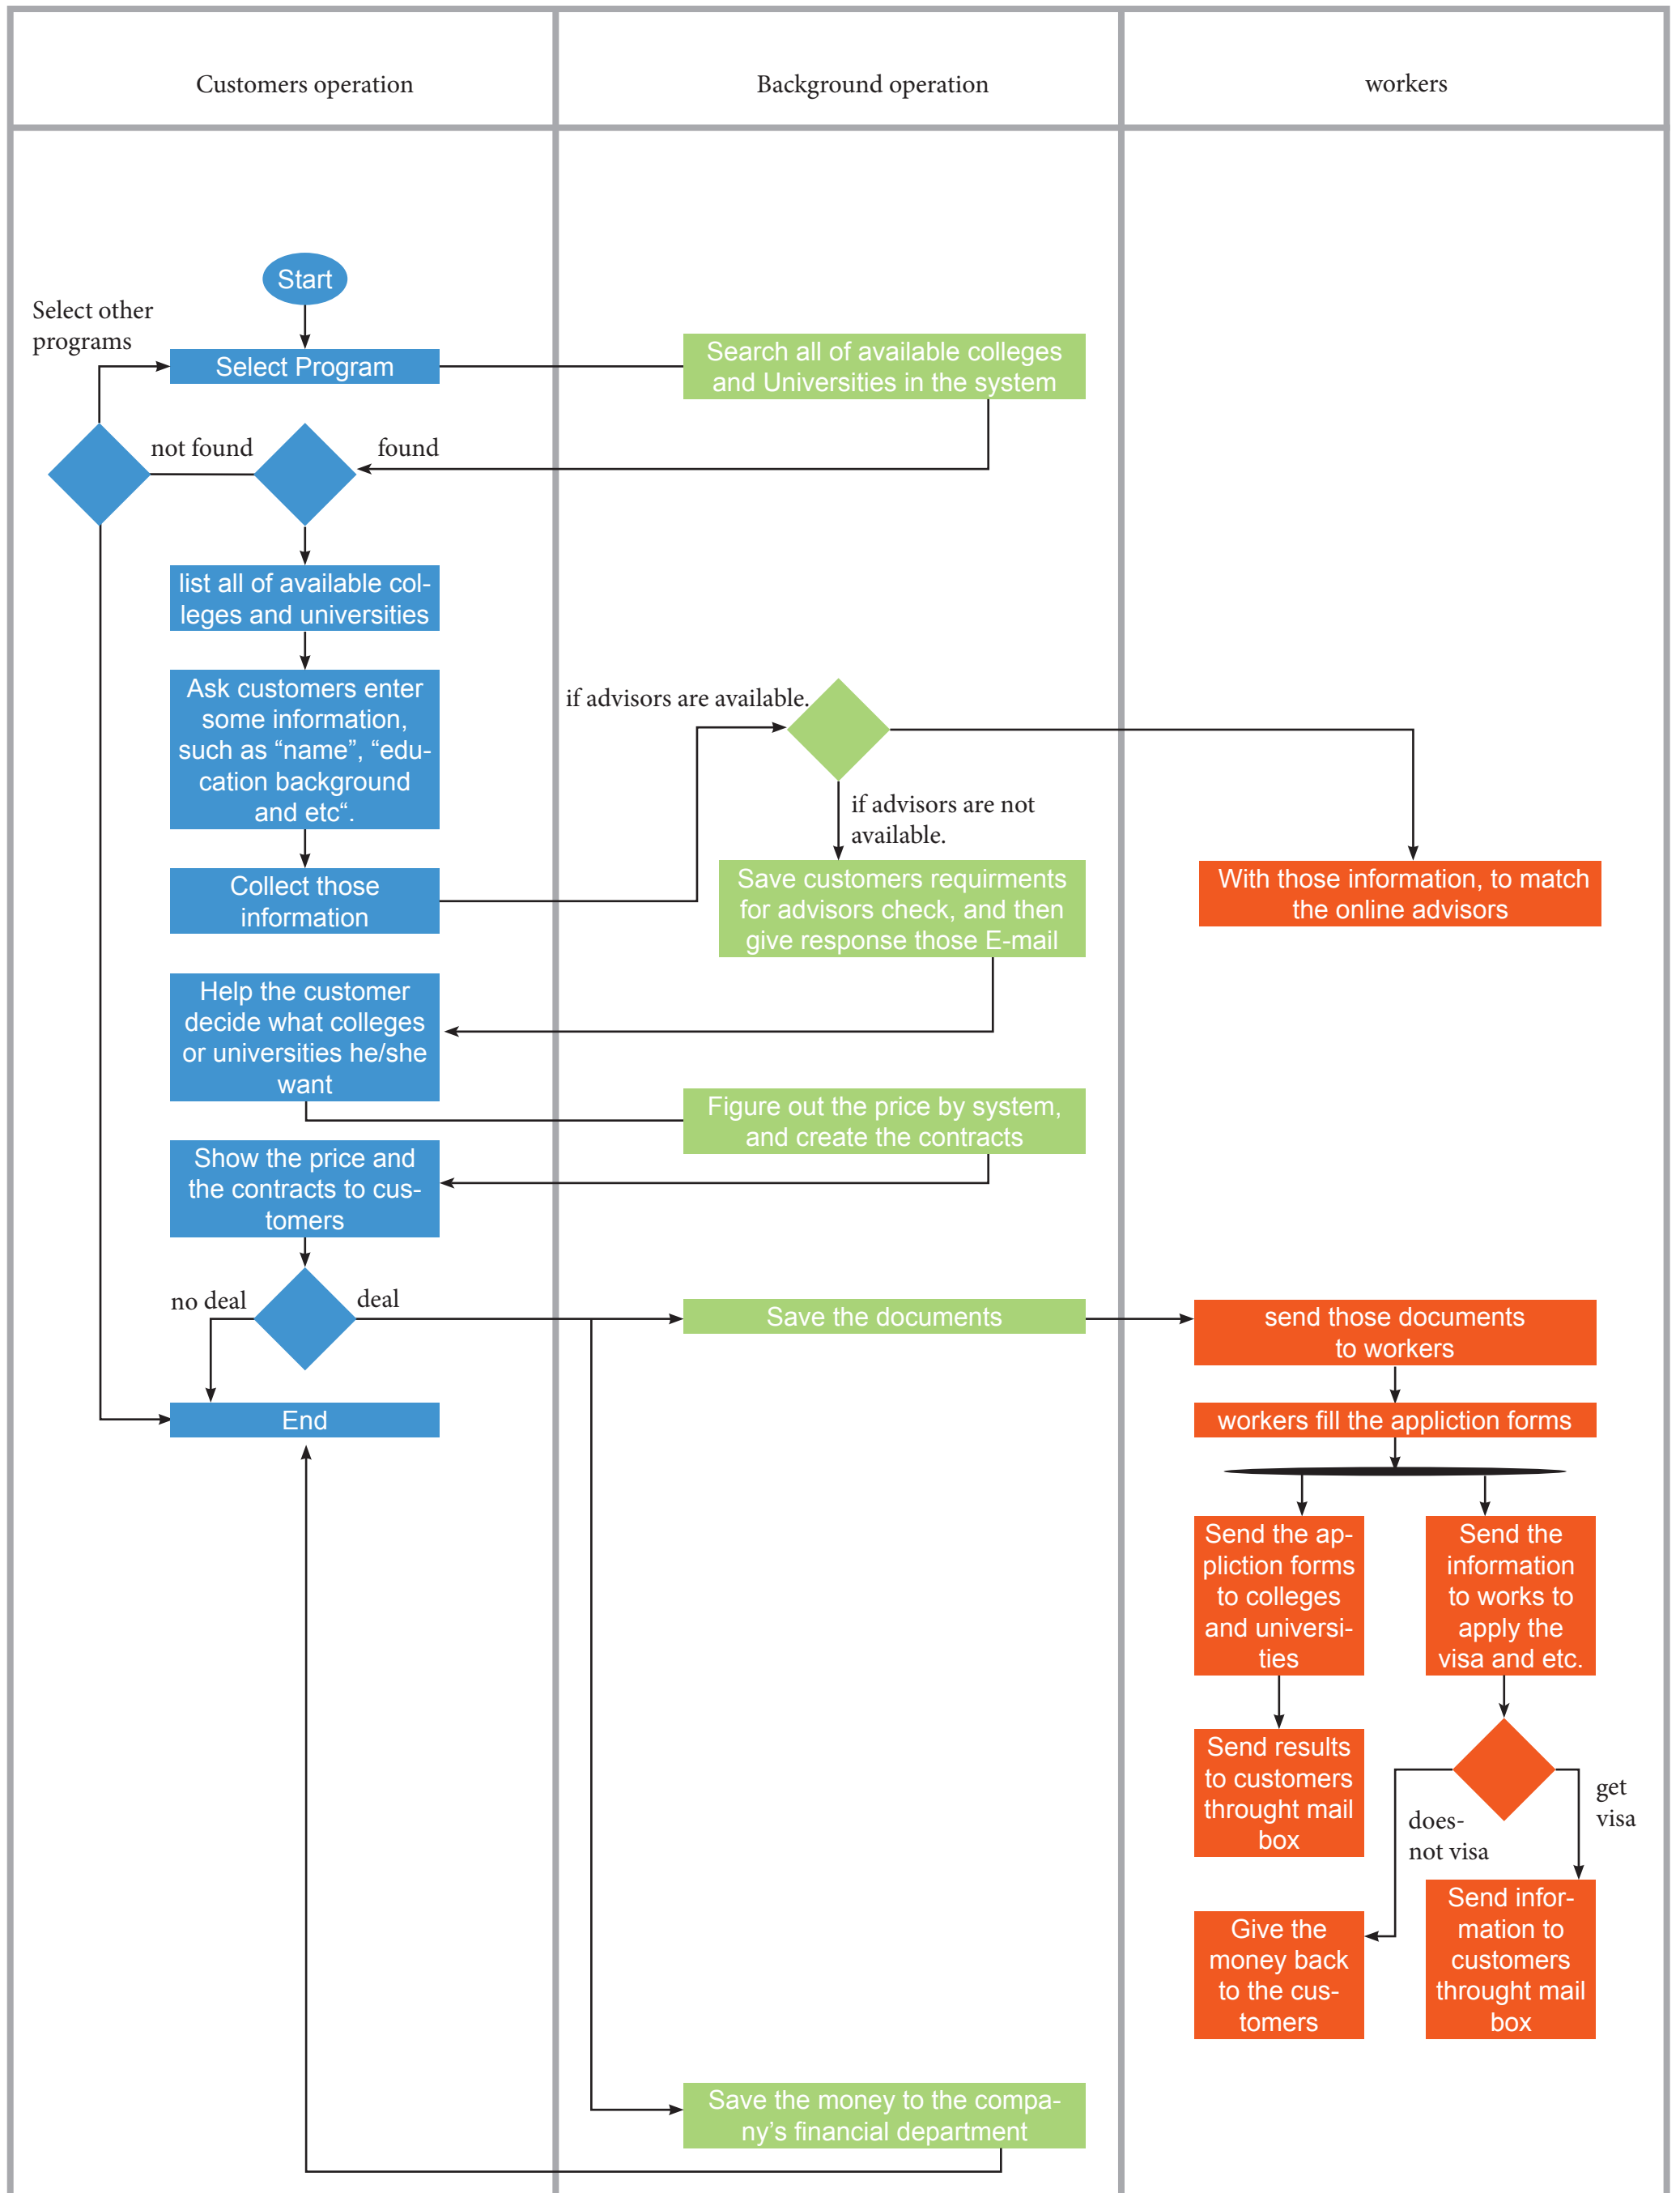 Customers operation
Background operation
workers
Start
Select other
programs
Select Program
Search all of available colleges
and Universities in the system
not found
found
list all of available col-
leges and universities
Ask customers enter
some information,
such as “name”, “edu-
cation background
and etc“.
if advisors are available.
if advisors are not
available.
Collect those
information
Save customers requirments
for advisors check, and then
give response those E-mail
With those information, to match
the online advisors
Help the customer
decide what colleges
or universities he/she
want
Figure out the price by system,
and create the contracts
Show the price and
the contracts to cus-
tomers
no deal
deal
Save the documents
send those documents
to workers
End
workers fill the appliction forms
Send the ap-
pliction forms
to colleges
and universi-
ties
Send the
information
to works to
apply the
visa and etc.
Send results
to customers
throught mail
box
does-
not visa
get
visa
Give the
money back
to the cus-
tomers
Send infor-
mation to
customers
throught mail
box
Save the money to the compa-
ny’s financial department